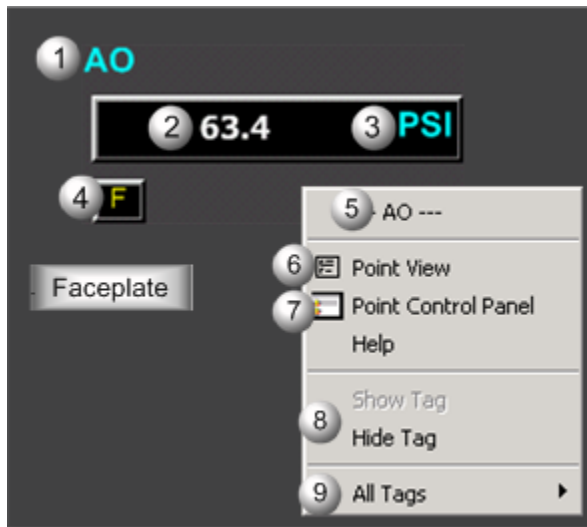 1 AO
2 63.4 3 PSI
4 F
5 - AO ---
6 Point View
Faceplate
7 Point Control Panel
Help
Show Tag
8
Hide Tag
9 All Tags